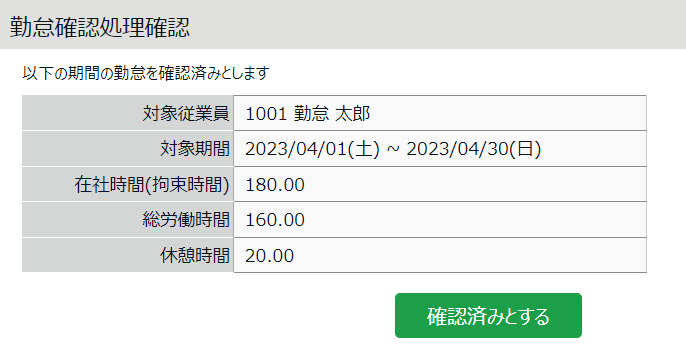 勤怠確認処理確認
以下の期間の勤怠を確認済みとします
対象従業員 1001 勤怠 太郎
対象期間 2023/04/01(土) ~ 2023/04/30(日)
在社時間(拘束時間) 180.00
総労働時間 160.00
休憩時間 20.00
確認済みとする